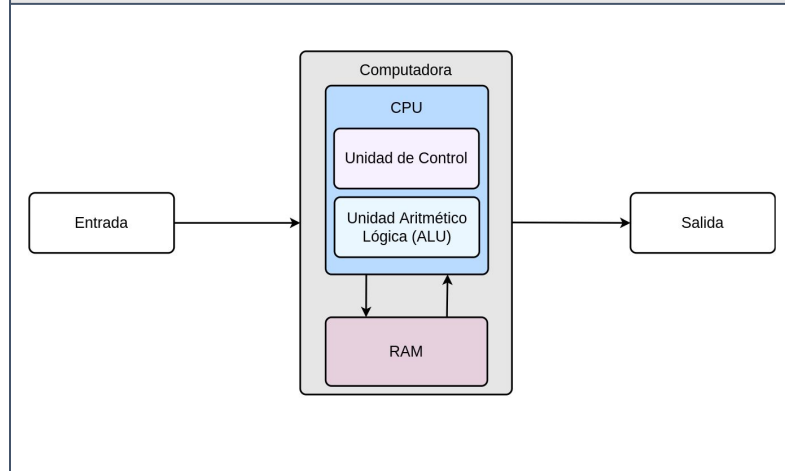 Computadora
CPU
Unidad de Control
Entrada
Unidad Aritmético
Lógica (ALU)
Salida
RAM